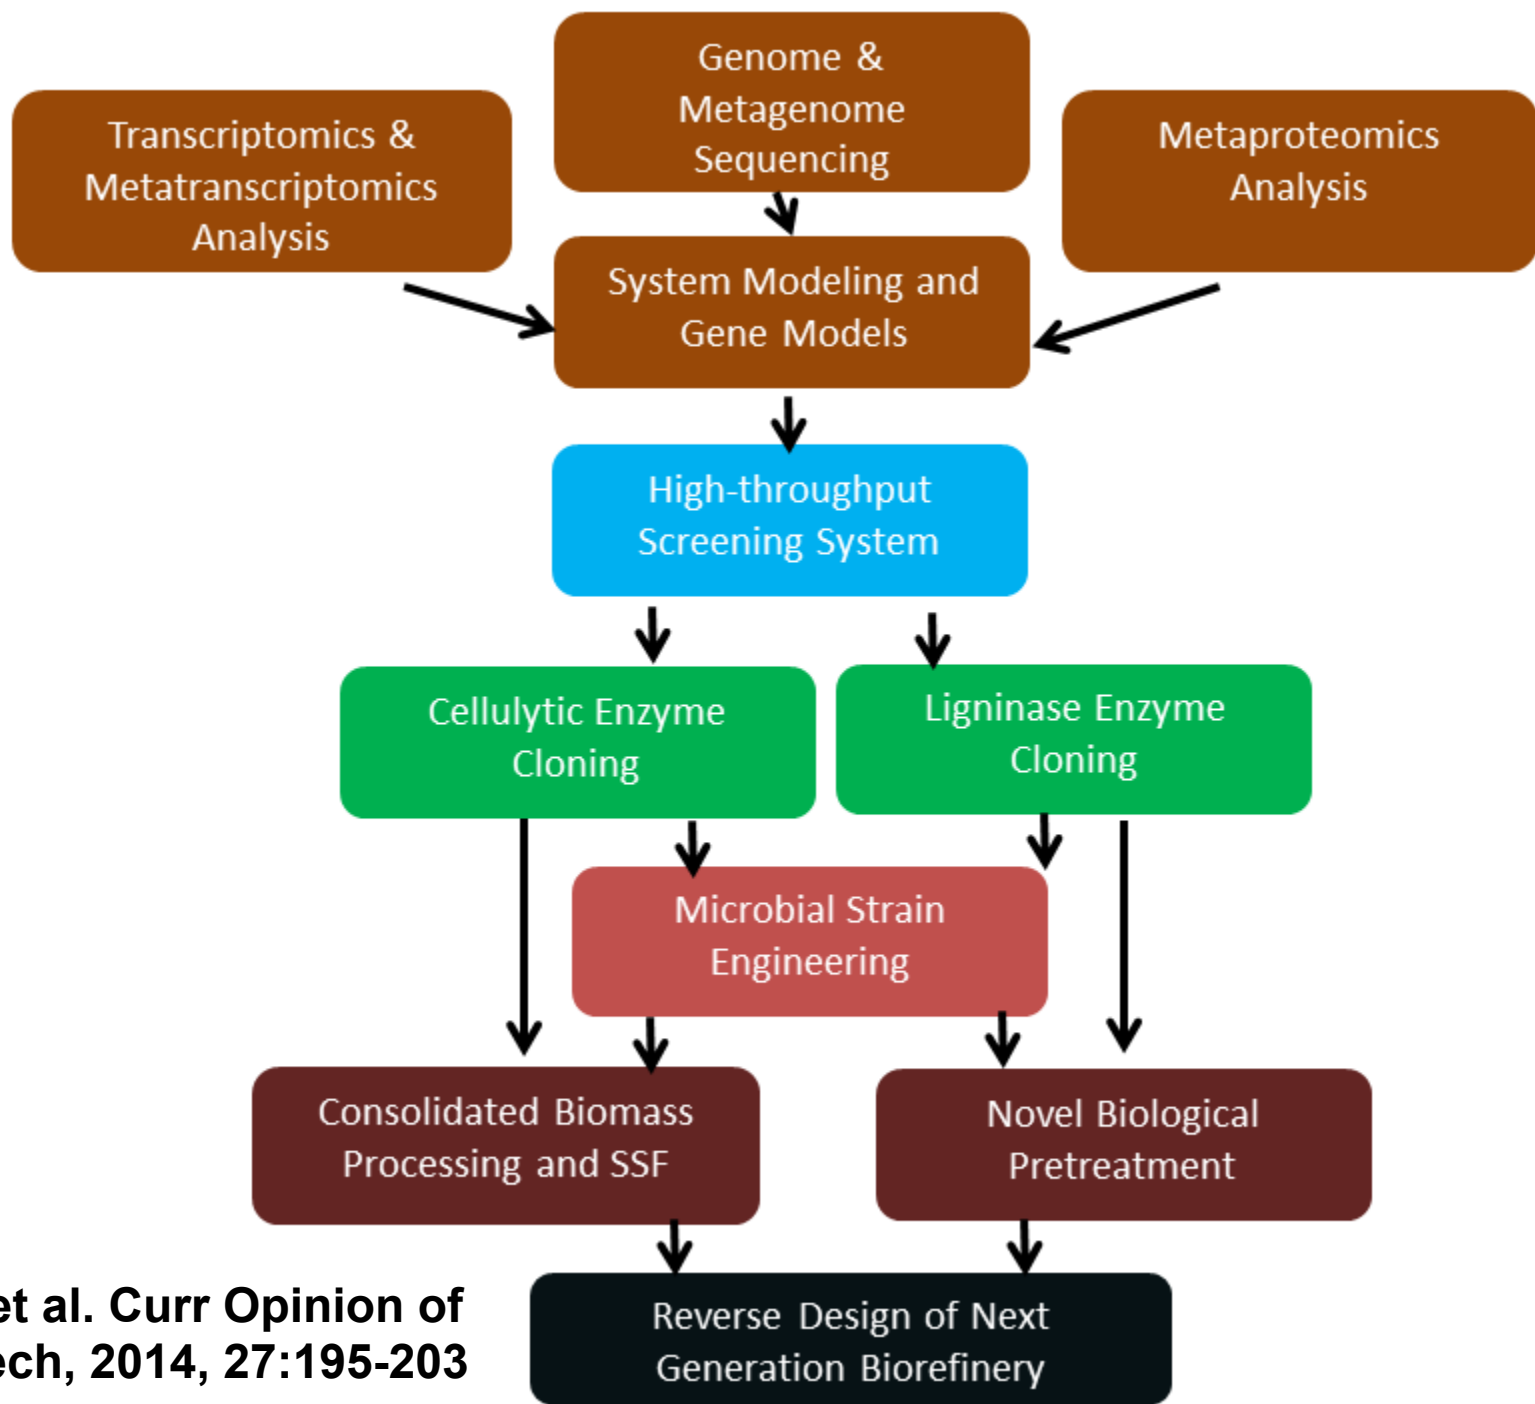 Genome &
Metagenome
Sequencing
Transcriptomics &
Metatranscriptomics
Analysis
Metaproteomics
Analysis
System Modeling and
Gene Models
High-throughput
Screening System
Cellulytic Enzyme
Cloning
Ligninase Enzyme
Cloning
Microbial Strain
Engineering
Consolidated Biomass
Processing and SSF
Novel Biological
Pretreatment
Reverse Design of Next
Generation Biorefinery
et al. Curr Opinion of
ech, 2014, 27:195-203